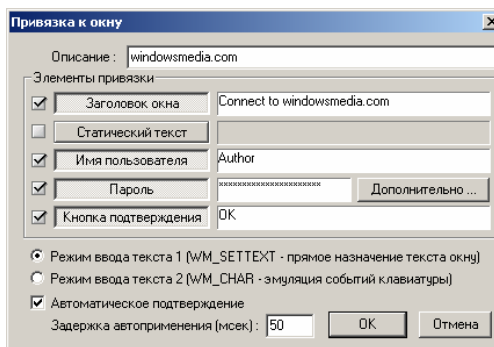 Привязка к окну
Описание : windowsmedia.com
Элементы привязки
Заголовок окна Connect to windowsmedia.com
Статический текст
Имя пользователя Author
Пароль ********************** Дополнительно ...
Кнопка подтверждения OK
Режим ввода текста 1 (WM_SETTEXT - прямое назначение текста окну)
Режим ввода текста 2 (WM_CHAR - эмуляция событий клавиатуры)
Автоматическое подтверждение
Задержка автоприменения (мсек) : 50 OK Отмена